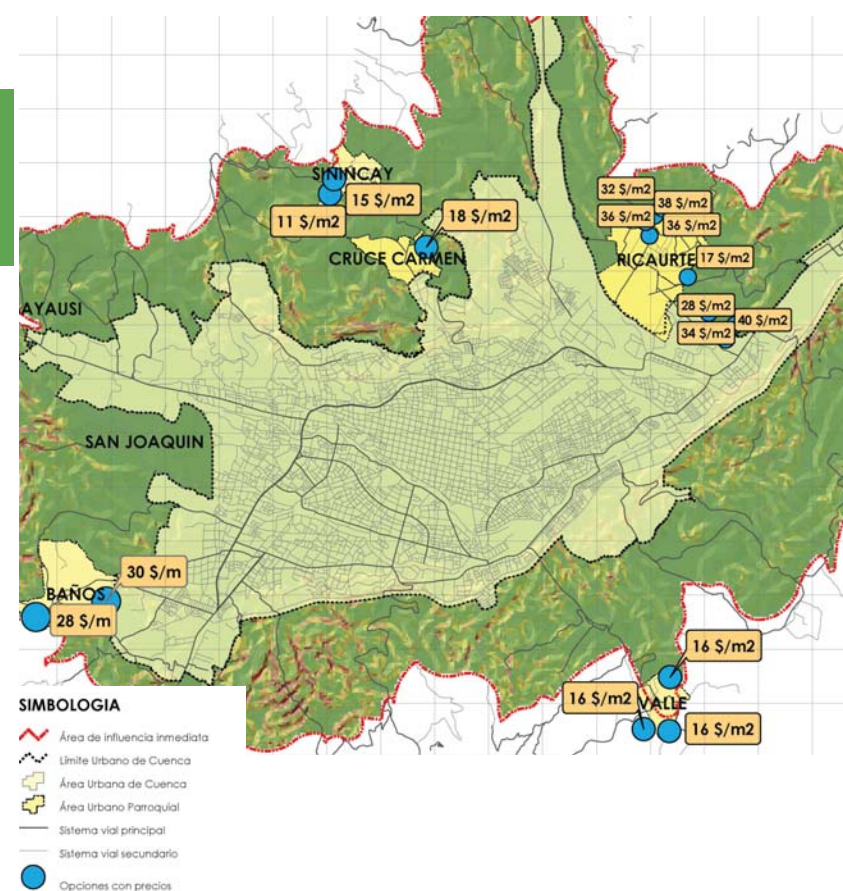 SININCAY
15 $/m2
11 $/m2
18 $/m2
CRUCE CARMEN
32 $/m2
38 $/m2
36 $/m2
36 $/m2
RICAURTE
17 $/m2
28 $/m2
40 $/m2
34 $/m2
AYAUSI
SAN JOAQUIN
30 $/m
BAÑOS
28 $/m
16 $/m2
16 $/m2
VALLE
16 $/m2
SIMBOLOGIA
Área de influencia inmediata
Límite Urbano de Cuenca
Área Urbana de Cuenca
Área Urbano Parroquial
Sistema vial principal
Sistema vial secundario
Opciones con precios